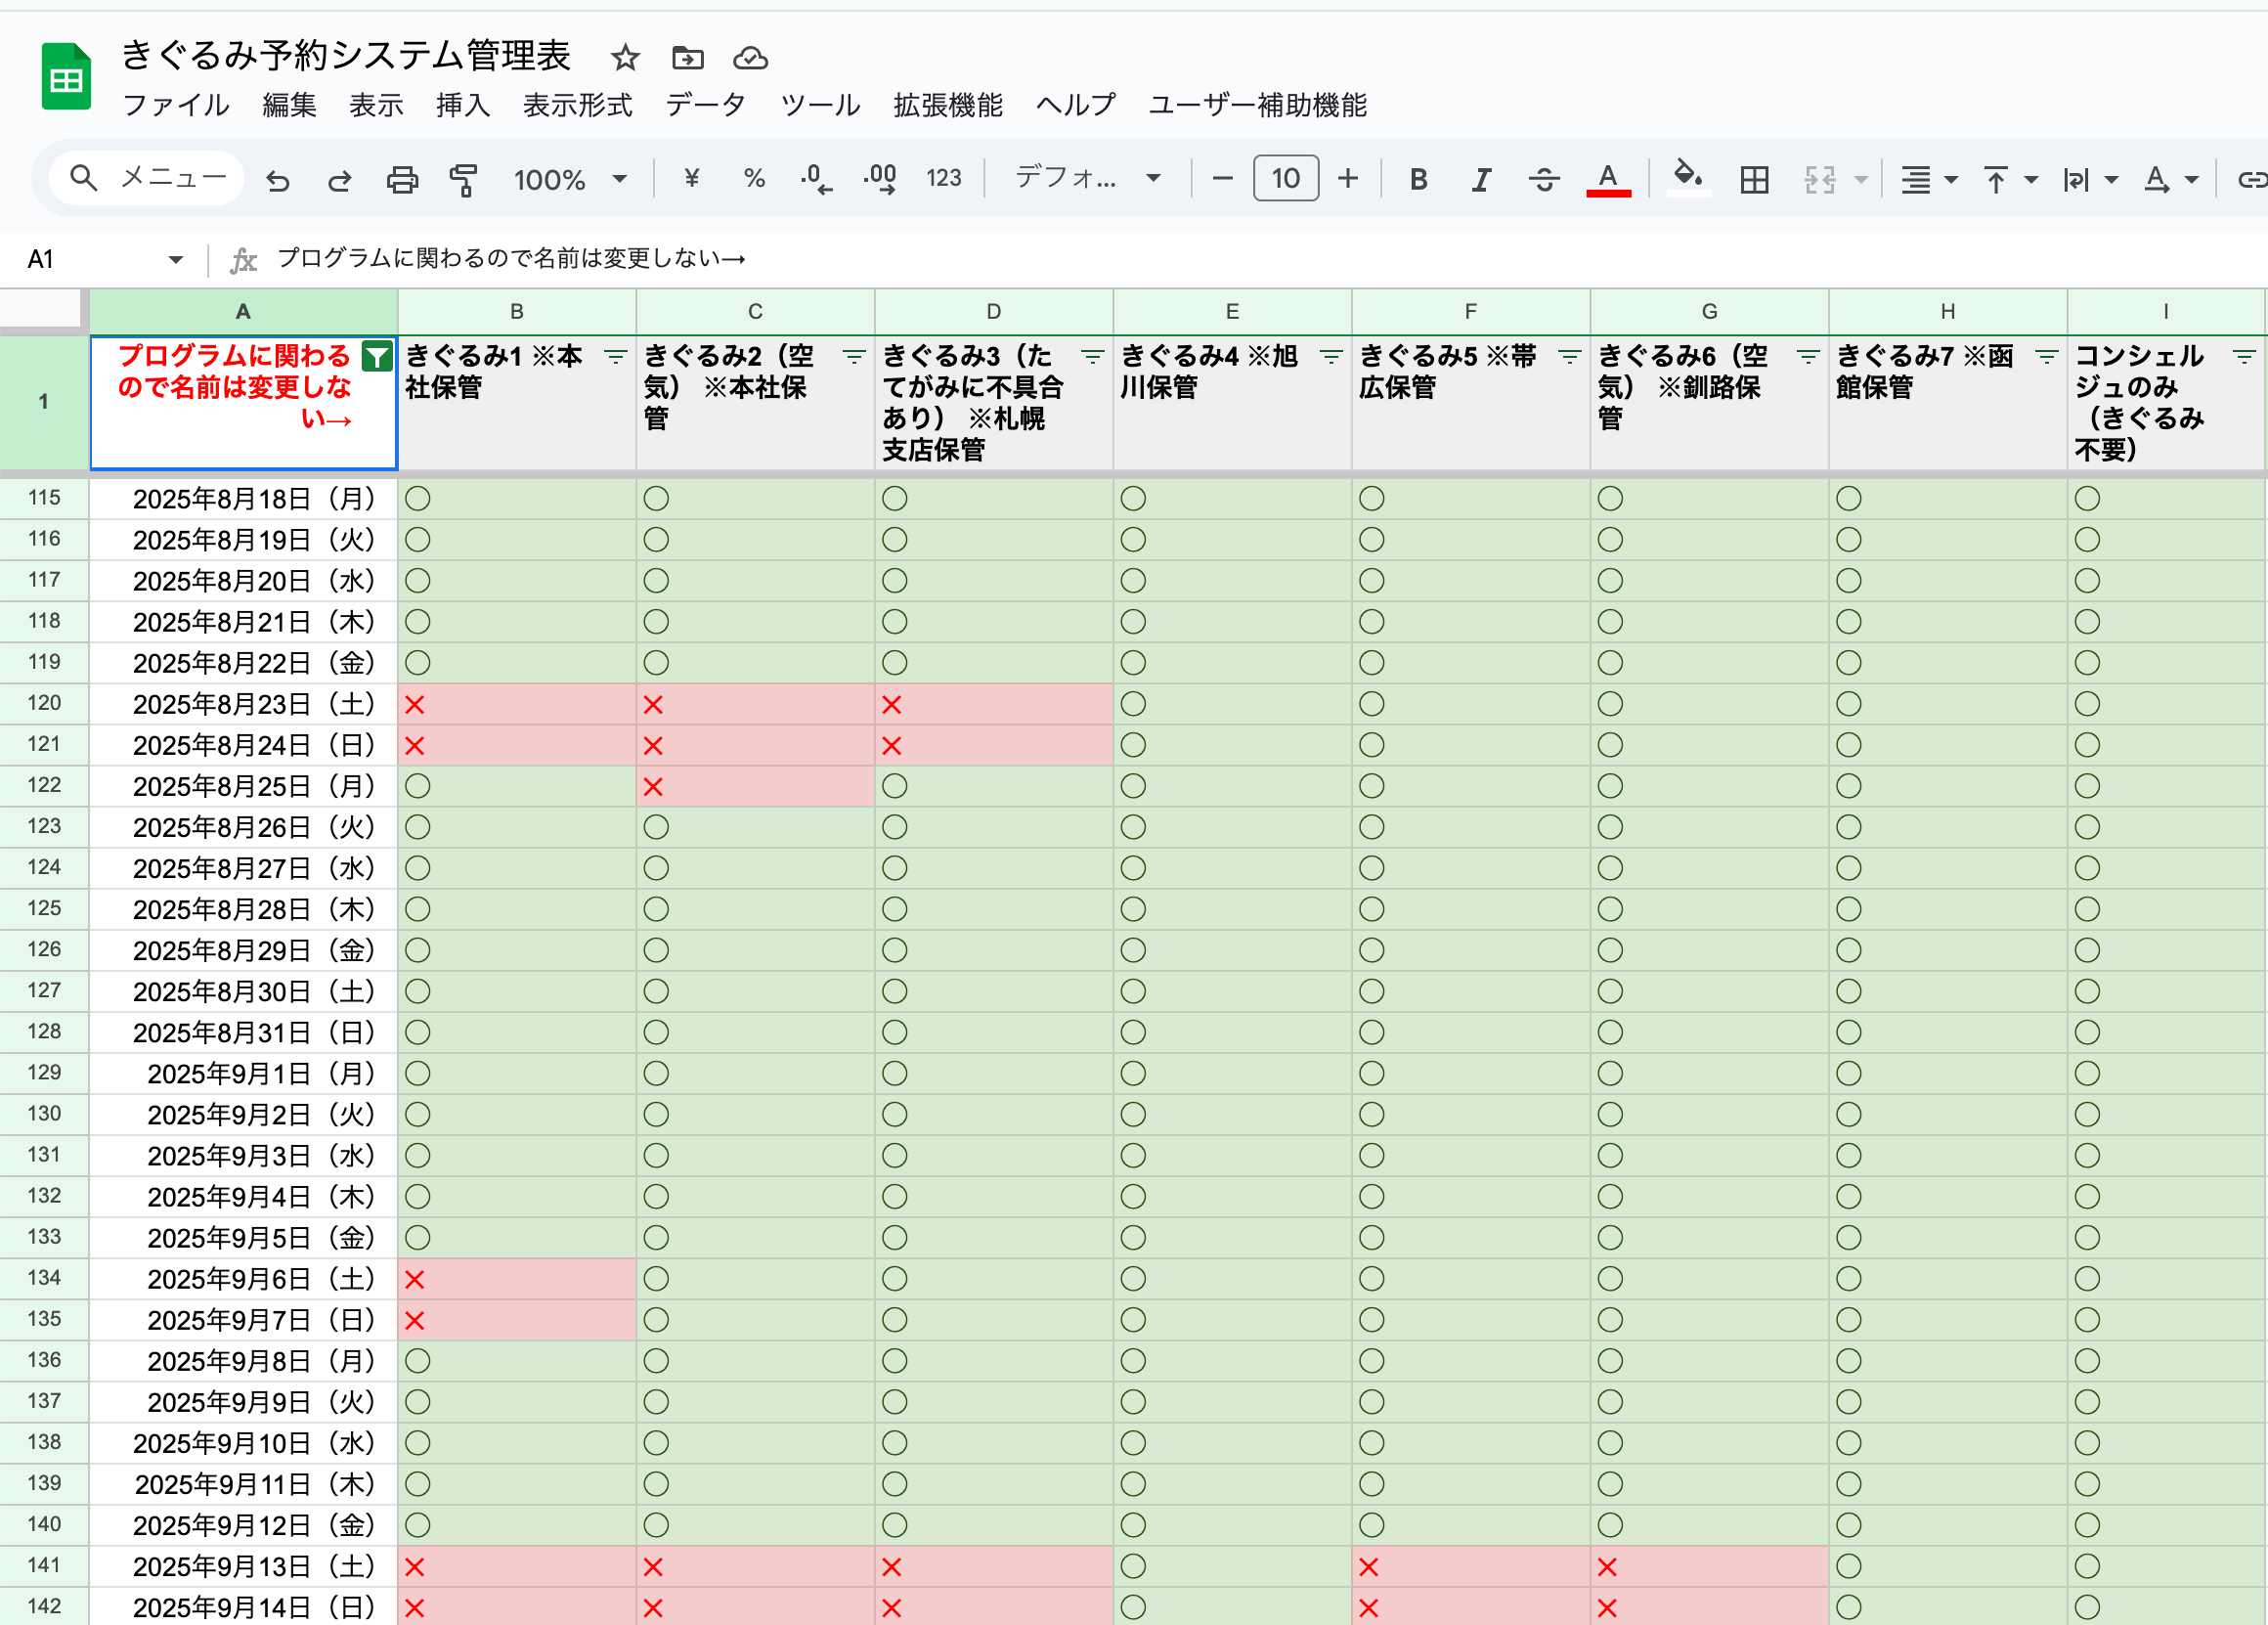 きぐるみ予約システム管理表
ファイル 編集 表示 挿入 表示形式 データ ツール 拡張機能 ヘルプ ユーザー補助機能
メニュー 100% ¥ % .0 .00 123 デフォ... − 10 + B I S A A
A1 fx プログラムに関わるので名前は変更しない→
A B C D E F G H I
1
プログラムに関わる
ので名前は変更しな
い→
きぐるみ1 ※本
社保管
きぐるみ2（空
気） ※本社保
管
きぐるみ3（た
てがみに不具合
あり） ※札幌
支店保管
きぐるみ4 ※旭
川保管
きぐるみ5 ※帯
広保管
きぐるみ6（空
気） ※釧路保
管
きぐるみ7 ※函
館保管
コンシェル
ジュのみ
（きぐるみ
不要）
115 2025年8月18日（月） ◯ ◯ ◯ ◯ ◯ ◯ ◯ ◯
116 2025年8月19日（火） ◯ ◯ ◯ ◯ ◯ ◯ ◯ ◯
117 2025年8月20日（水） ◯ ◯ ◯ ◯ ◯ ◯ ◯ ◯
118 2025年8月21日（木） ◯ ◯ ◯ ◯ ◯ ◯ ◯ ◯
119 2025年8月22日（金） ◯ ◯ ◯ ◯ ◯ ◯ ◯ ◯
120 2025年8月23日（土） × × × ◯ ◯ ◯ ◯ ◯
121 2025年8月24日（日） × × × ◯ ◯ ◯ ◯ ◯
122 2025年8月25日（月） ◯ × ◯ ◯ ◯ ◯ ◯ ◯
123 2025年8月26日（火） ◯ ◯ ◯ ◯ ◯ ◯ ◯ ◯
124 2025年8月27日（水） ◯ ◯ ◯ ◯ ◯ ◯ ◯ ◯
125 2025年8月28日（木） ◯ ◯ ◯ ◯ ◯ ◯ ◯ ◯
126 2025年8月29日（金） ◯ ◯ ◯ ◯ ◯ ◯ ◯ ◯
127 2025年8月30日（土） ◯ ◯ ◯ ◯ ◯ ◯ ◯ ◯
128 2025年8月31日（日） ◯ ◯ ◯ ◯ ◯ ◯ ◯ ◯
129 2025年9月1日（月） ◯ ◯ ◯ ◯ ◯ ◯ ◯ ◯
130 2025年9月2日（火） ◯ ◯ ◯ ◯ ◯ ◯ ◯ ◯
131 2025年9月3日（水） ◯ ◯ ◯ ◯ ◯ ◯ ◯ ◯
132 2025年9月4日（木） ◯ ◯ ◯ ◯ ◯ ◯ ◯ ◯
133 2025年9月5日（金） ◯ ◯ ◯ ◯ ◯ ◯ ◯ ◯
134 2025年9月6日（土） × ◯ ◯ ◯ ◯ ◯ ◯ ◯
135 2025年9月7日（日） × ◯ ◯ ◯ ◯ ◯ ◯ ◯
136 2025年9月8日（月） ◯ ◯ ◯ ◯ ◯ ◯ ◯ ◯
137 2025年9月9日（火） ◯ ◯ ◯ ◯ ◯ ◯ ◯ ◯
138 2025年9月10日（水） ◯ ◯ ◯ ◯ ◯ ◯ ◯ ◯
139 2025年9月11日（木） ◯ ◯ ◯ ◯ ◯ ◯ ◯ ◯
140 2025年9月12日（金） ◯ ◯ ◯ ◯ ◯ ◯ ◯ ◯
141 2025年9月13日（土） × × × ◯ × × ◯ ◯
142 2025年9月14日（日） × × × ◯ × × ◯ ◯